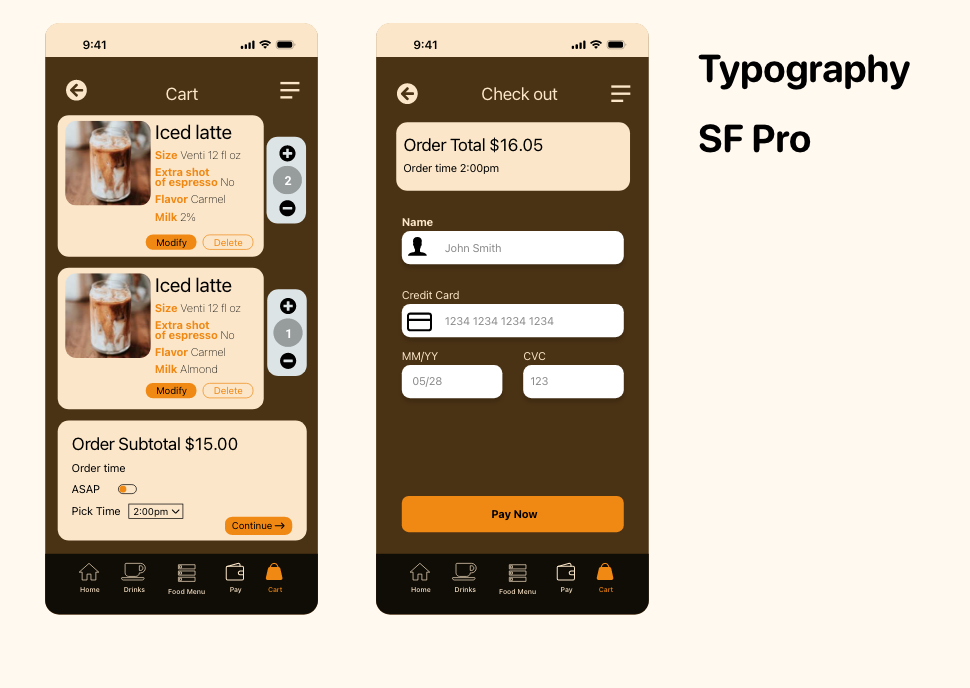 9:41
Cart
Iced latte
Size Venti 12 fl oz
Extra shot
of espresso No
Flavor Carmel
Milk 2%
Modify
Delete
2
Iced latte
Size Venti 12 fl oz
Extra shot
of espresso No
Flavor Carmel
Milk Almond
Modify
Delete
1
Order Subtotal $15.00
Order time
ASAP
Pick Time 2:00pm
Continue
Home
Drinks
Food Menu
Pay
Cart
9:41
Check out
Order Total $16.05
Order time 2:00pm
Name
John Smith
Credit Card
1234 1234 1234 1234
MM/YY
CVC
05/28
123
Pay Now
Home
Drinks
Food Menu
Pay
Cart
Typography
SF Pro